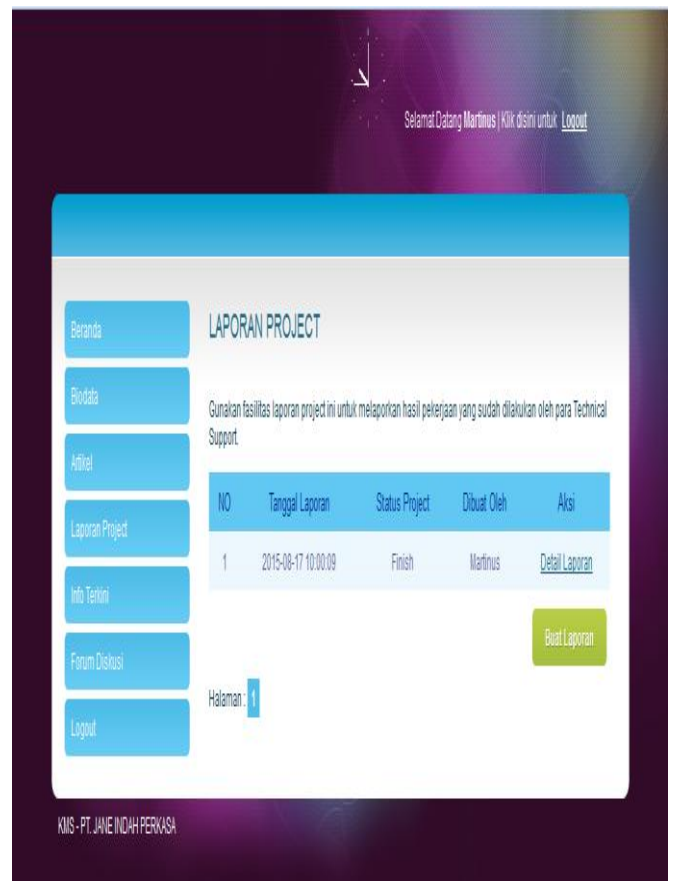 Selamat Datang Martinus | Klik disini untuk Logout
Beranda
Biodata
Artikel
Laporan Project
Info Terkini
Forum Diskusi
Logout
LAPORAN PROJECT
Gunakan fasilitas laporan project ini untuk melaporkan hasil pekerjaan yang sudah dilakukan oleh para Technical
Support.
NO Tanggal Laporan Status Project Dibuat Oleh Aksi
1 2015-08-17 10:00:09 Finish Martinus Detail Laporan
Buat Laporan
Halaman : 1
KMS - PT. JANE INDAH PERKASA